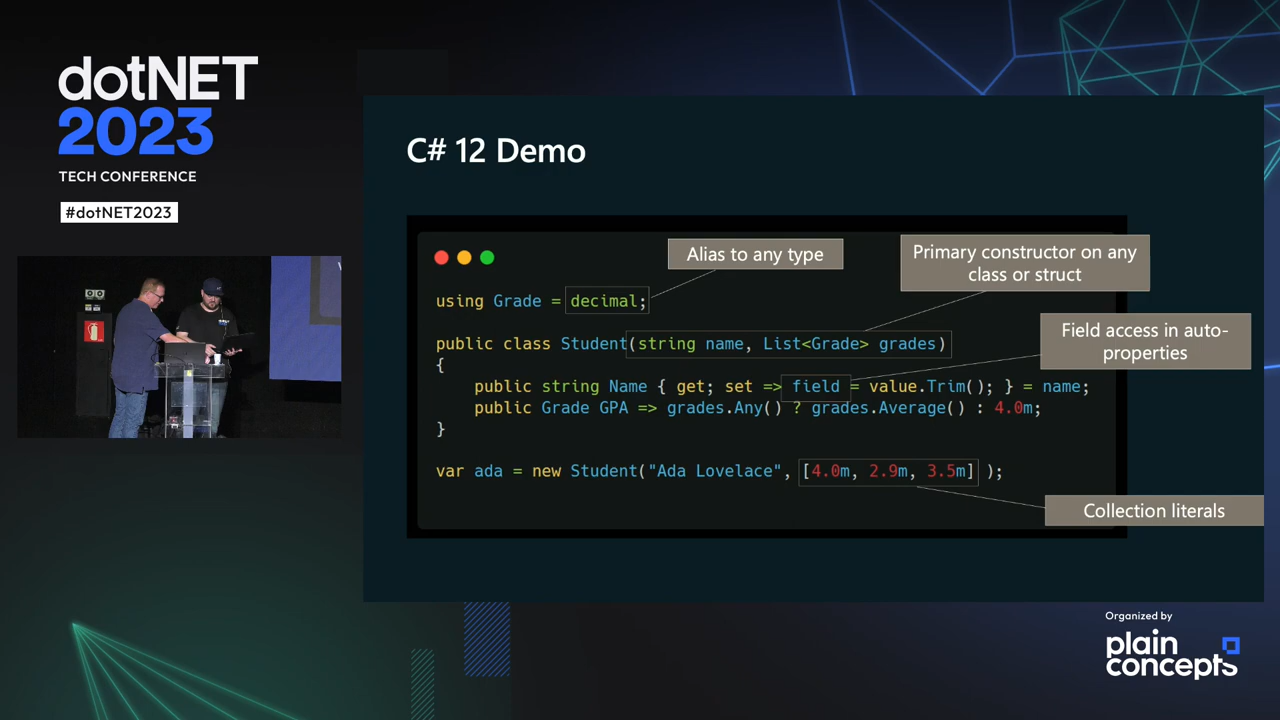 dotNET
2023
TECH CONFERENCE
#dotNET2023
C# 12 Demo
Alias to any type
Primary constructor on any
class or struct
using Grade = decimal;
Field access in auto-
properties
public class Student(string name, List<Grade> grades)
{
public string Name { get; set => field = value.Trim(); } = name;
public Grade GPA => grades.Any() ? grades.Average() : 4.0m;
}
var ada = new Student("Ada Lovelace", [4.0m, 2.9m, 3.5m] );
Collection literals
Organized by
plain
concepts